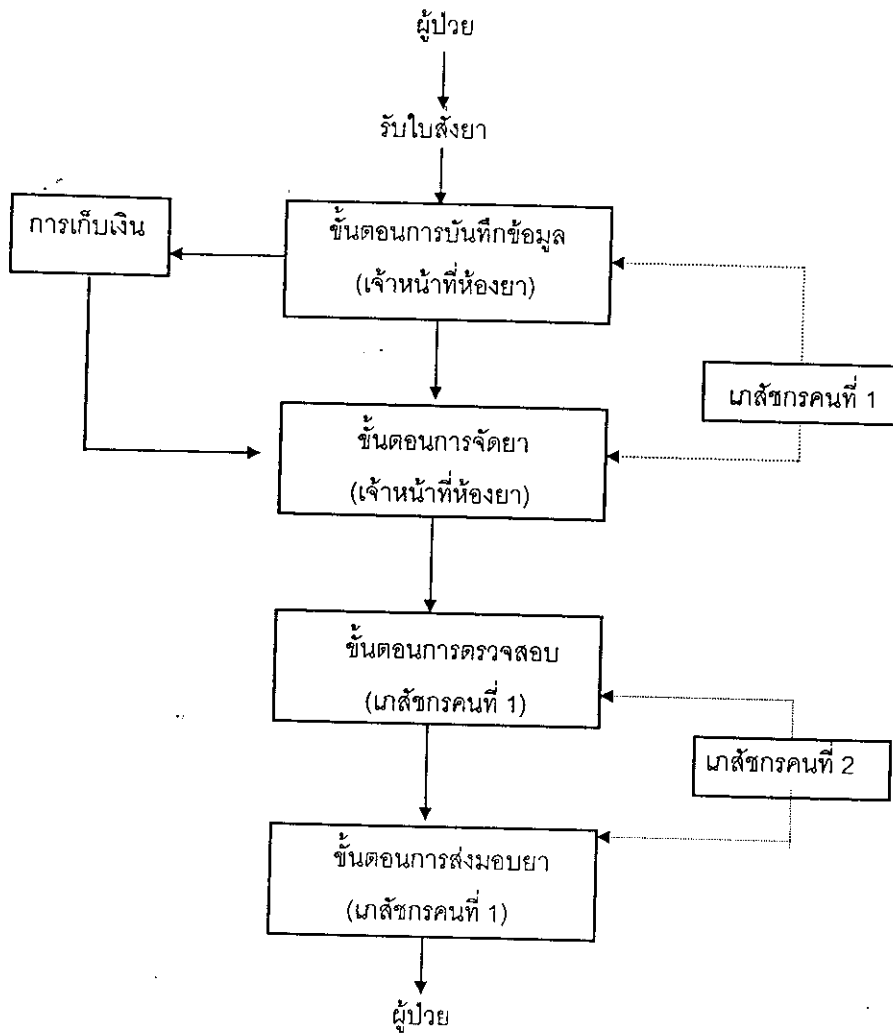 ผู้ป่วย
รับใบสั่งยา
การเก็บเงิน
ขั้นตอนการบันทึกข้อมูล
(เจ้าหน้าที่ห้องยา)
เภสัชกรคนที่ 1
ขั้นตอนการจัดยา
(เจ้าหน้าที่ห้องยา)
ขั้นตอนการตรวจสอบ
(เภสัชกรคนที่ 1)
เภสัชกรคนที่ 2
ขั้นตอนการส่งมอบยา
(เภสัชกรคนที่ 1)
ผู้ป่วย